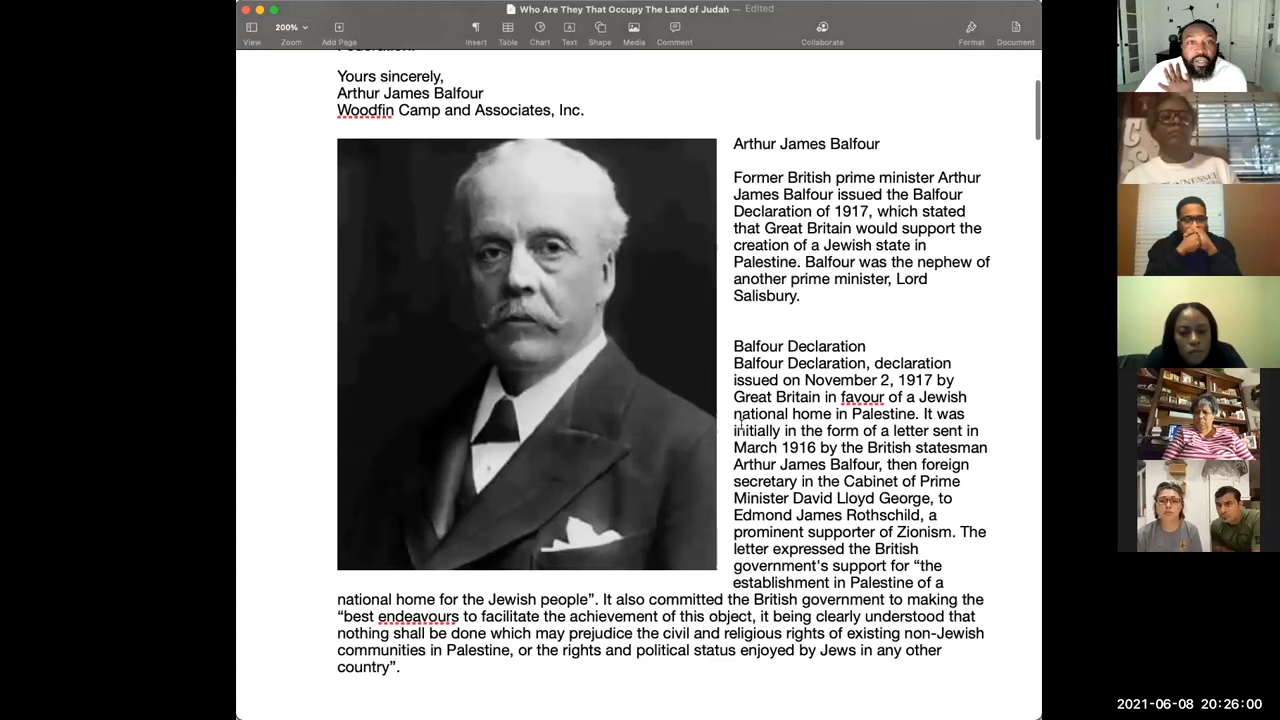 Who Are They That Occupy The Land of Judah — Edited
200%
View Zoom Add Page Insert Table Chart Text Shape Media Comment Collaborate Format Document
Federation.
Yours sincerely,
Arthur James Balfour
Woodfin Camp and Associates, Inc.
Arthur James Balfour
Former British prime minister Arthur
James Balfour issued the Balfour
Declaration of 1917, which stated
that Great Britain would support the
creation of a Jewish state in
Palestine. Balfour was the nephew of
another prime minister, Lord
Salisbury.
Balfour Declaration
Balfour Declaration, declaration
issued on November 2, 1917 by
Great Britain in favour of a Jewish
national home in Palestine. It was
initially in the form of a letter sent in
March 1916 by the British statesman
Arthur James Balfour, then foreign
secretary in the Cabinet of Prime
Minister David Lloyd George, to
Edmond James Rothschild, a
prominent supporter of Zionism. The
letter expressed the British
government's support for “the
establishment in Palestine of a
national home for the Jewish people”. It also committed the British government to making the
“best endeavours to facilitate the achievement of this object, it being clearly understood that
nothing shall be done which may prejudice the civil and religious rights of existing non-Jewish
communities in Palestine, or the rights and political status enjoyed by Jews in any other
country”.
2021-06-08 20:26:00